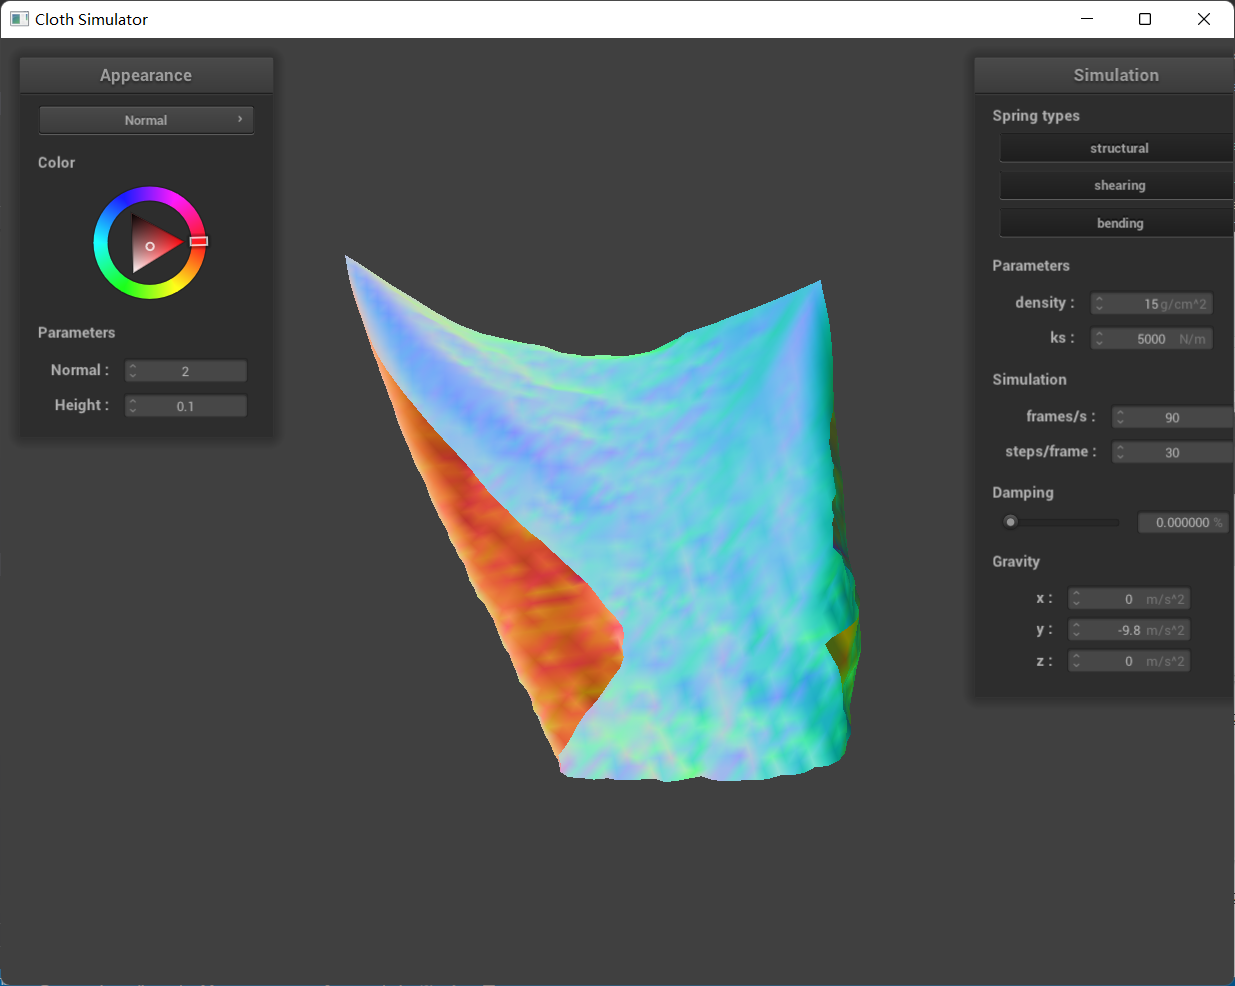 Cloth Simulator
Appearance
Normal
Color
Parameters
Normal : 2
Height : 0.1
Simulation
Spring types
structural
shearing
bending
Parameters
density : 15 g/cm^2
ks : 5000 N/m
Simulation
frames/s : 90
steps/frame : 30
Damping
0.000000 %
Gravity
x : 0 m/s^2
y : -9.8 m/s^2
z : 0 m/s^2